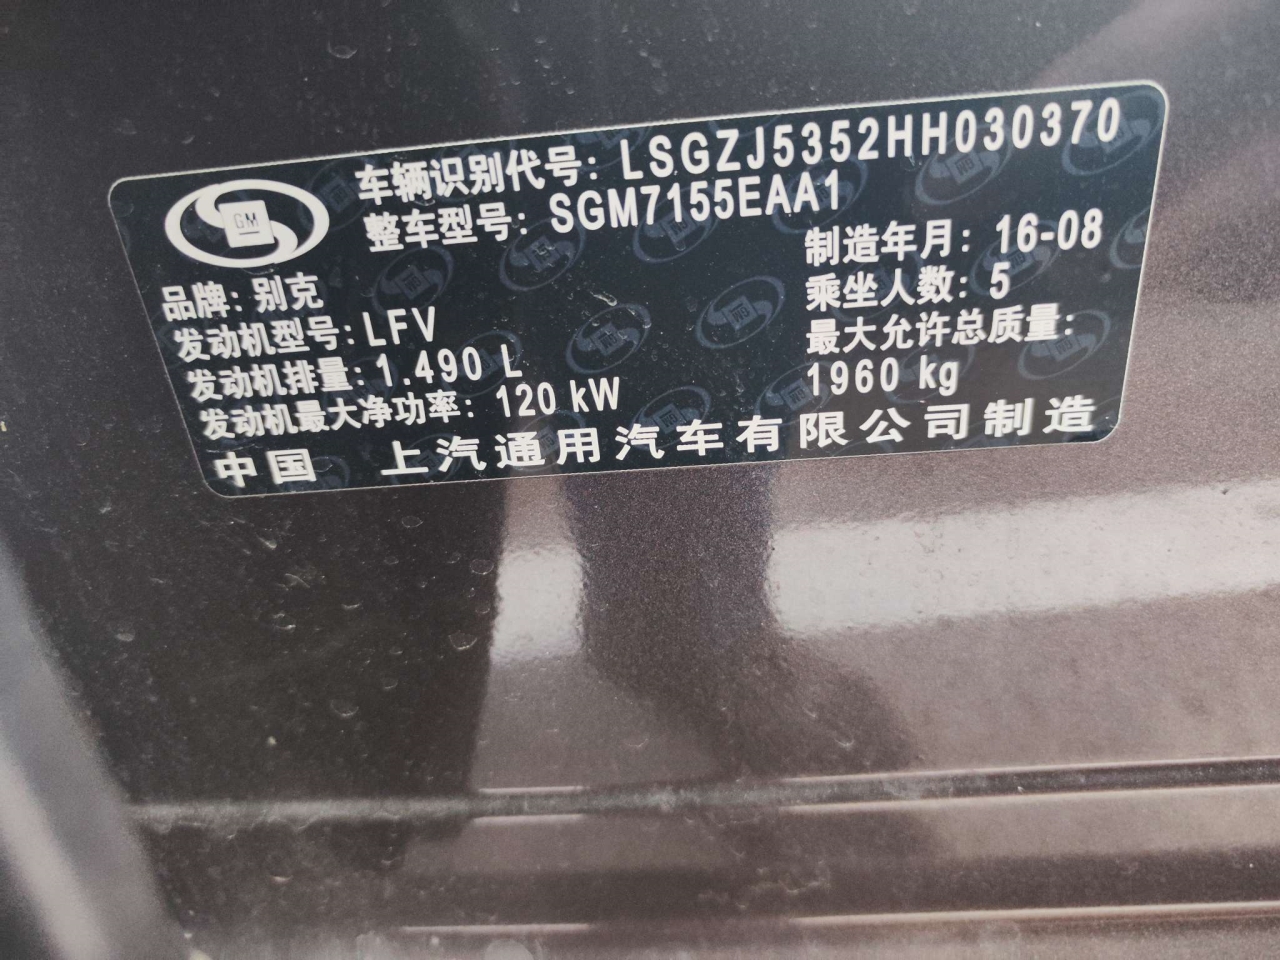 GM
车辆识别代号: LSGZJ5352HH030370
整车型号: SGM7155EAA1
制造年月: 16-08
品牌: 别克
乘坐人数: 5
发动机型号: LFV
最大允许总质量:
1960 kg
发动机排量: 1.490 L
发动机最大净功率: 120 kW
中国 上汽通用汽车有限公司制造